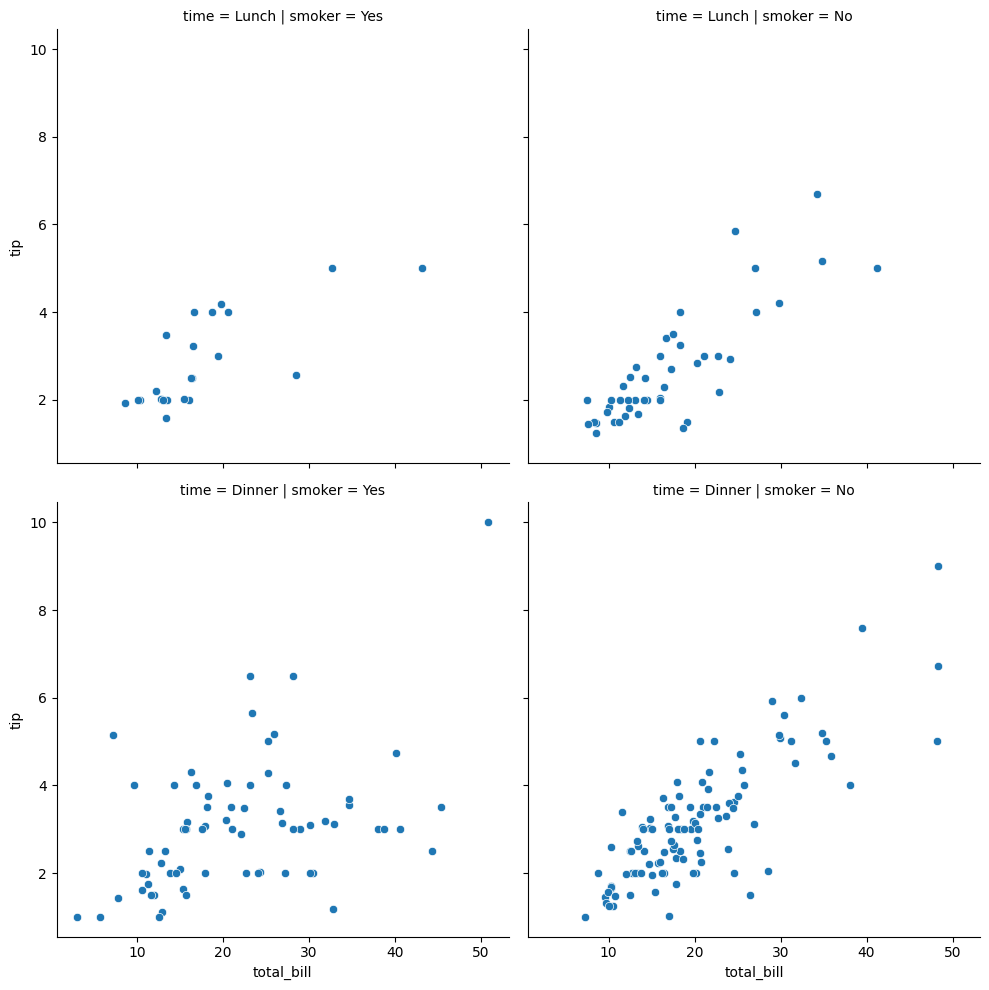 time = Lunch | smoker = Yes
time = Lunch | smoker = No
10
8
6
4
2
tip
time = Dinner | smoker = Yes
time = Dinner | smoker = No
10
8
6
4
2
tip
10 20 30 40 50
10 20 30 40 50
total_bill
total_bill